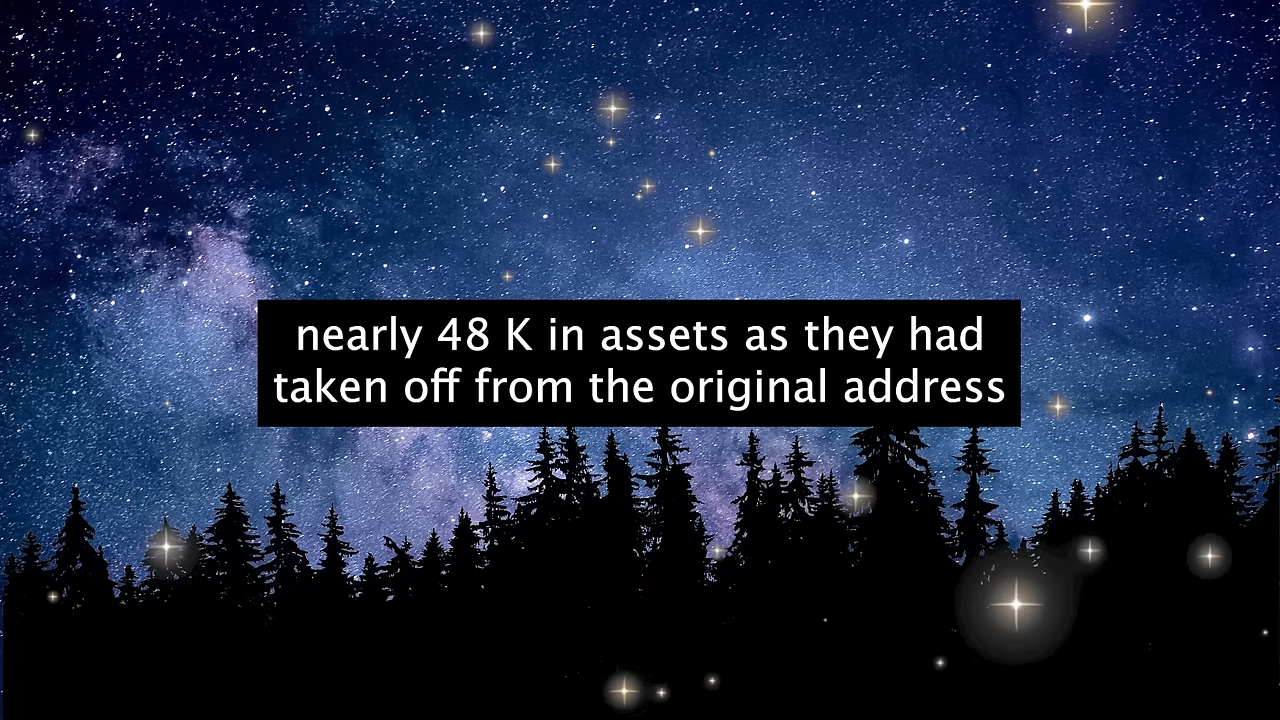 nearly 48 K in assets as they had
taken off from the original address